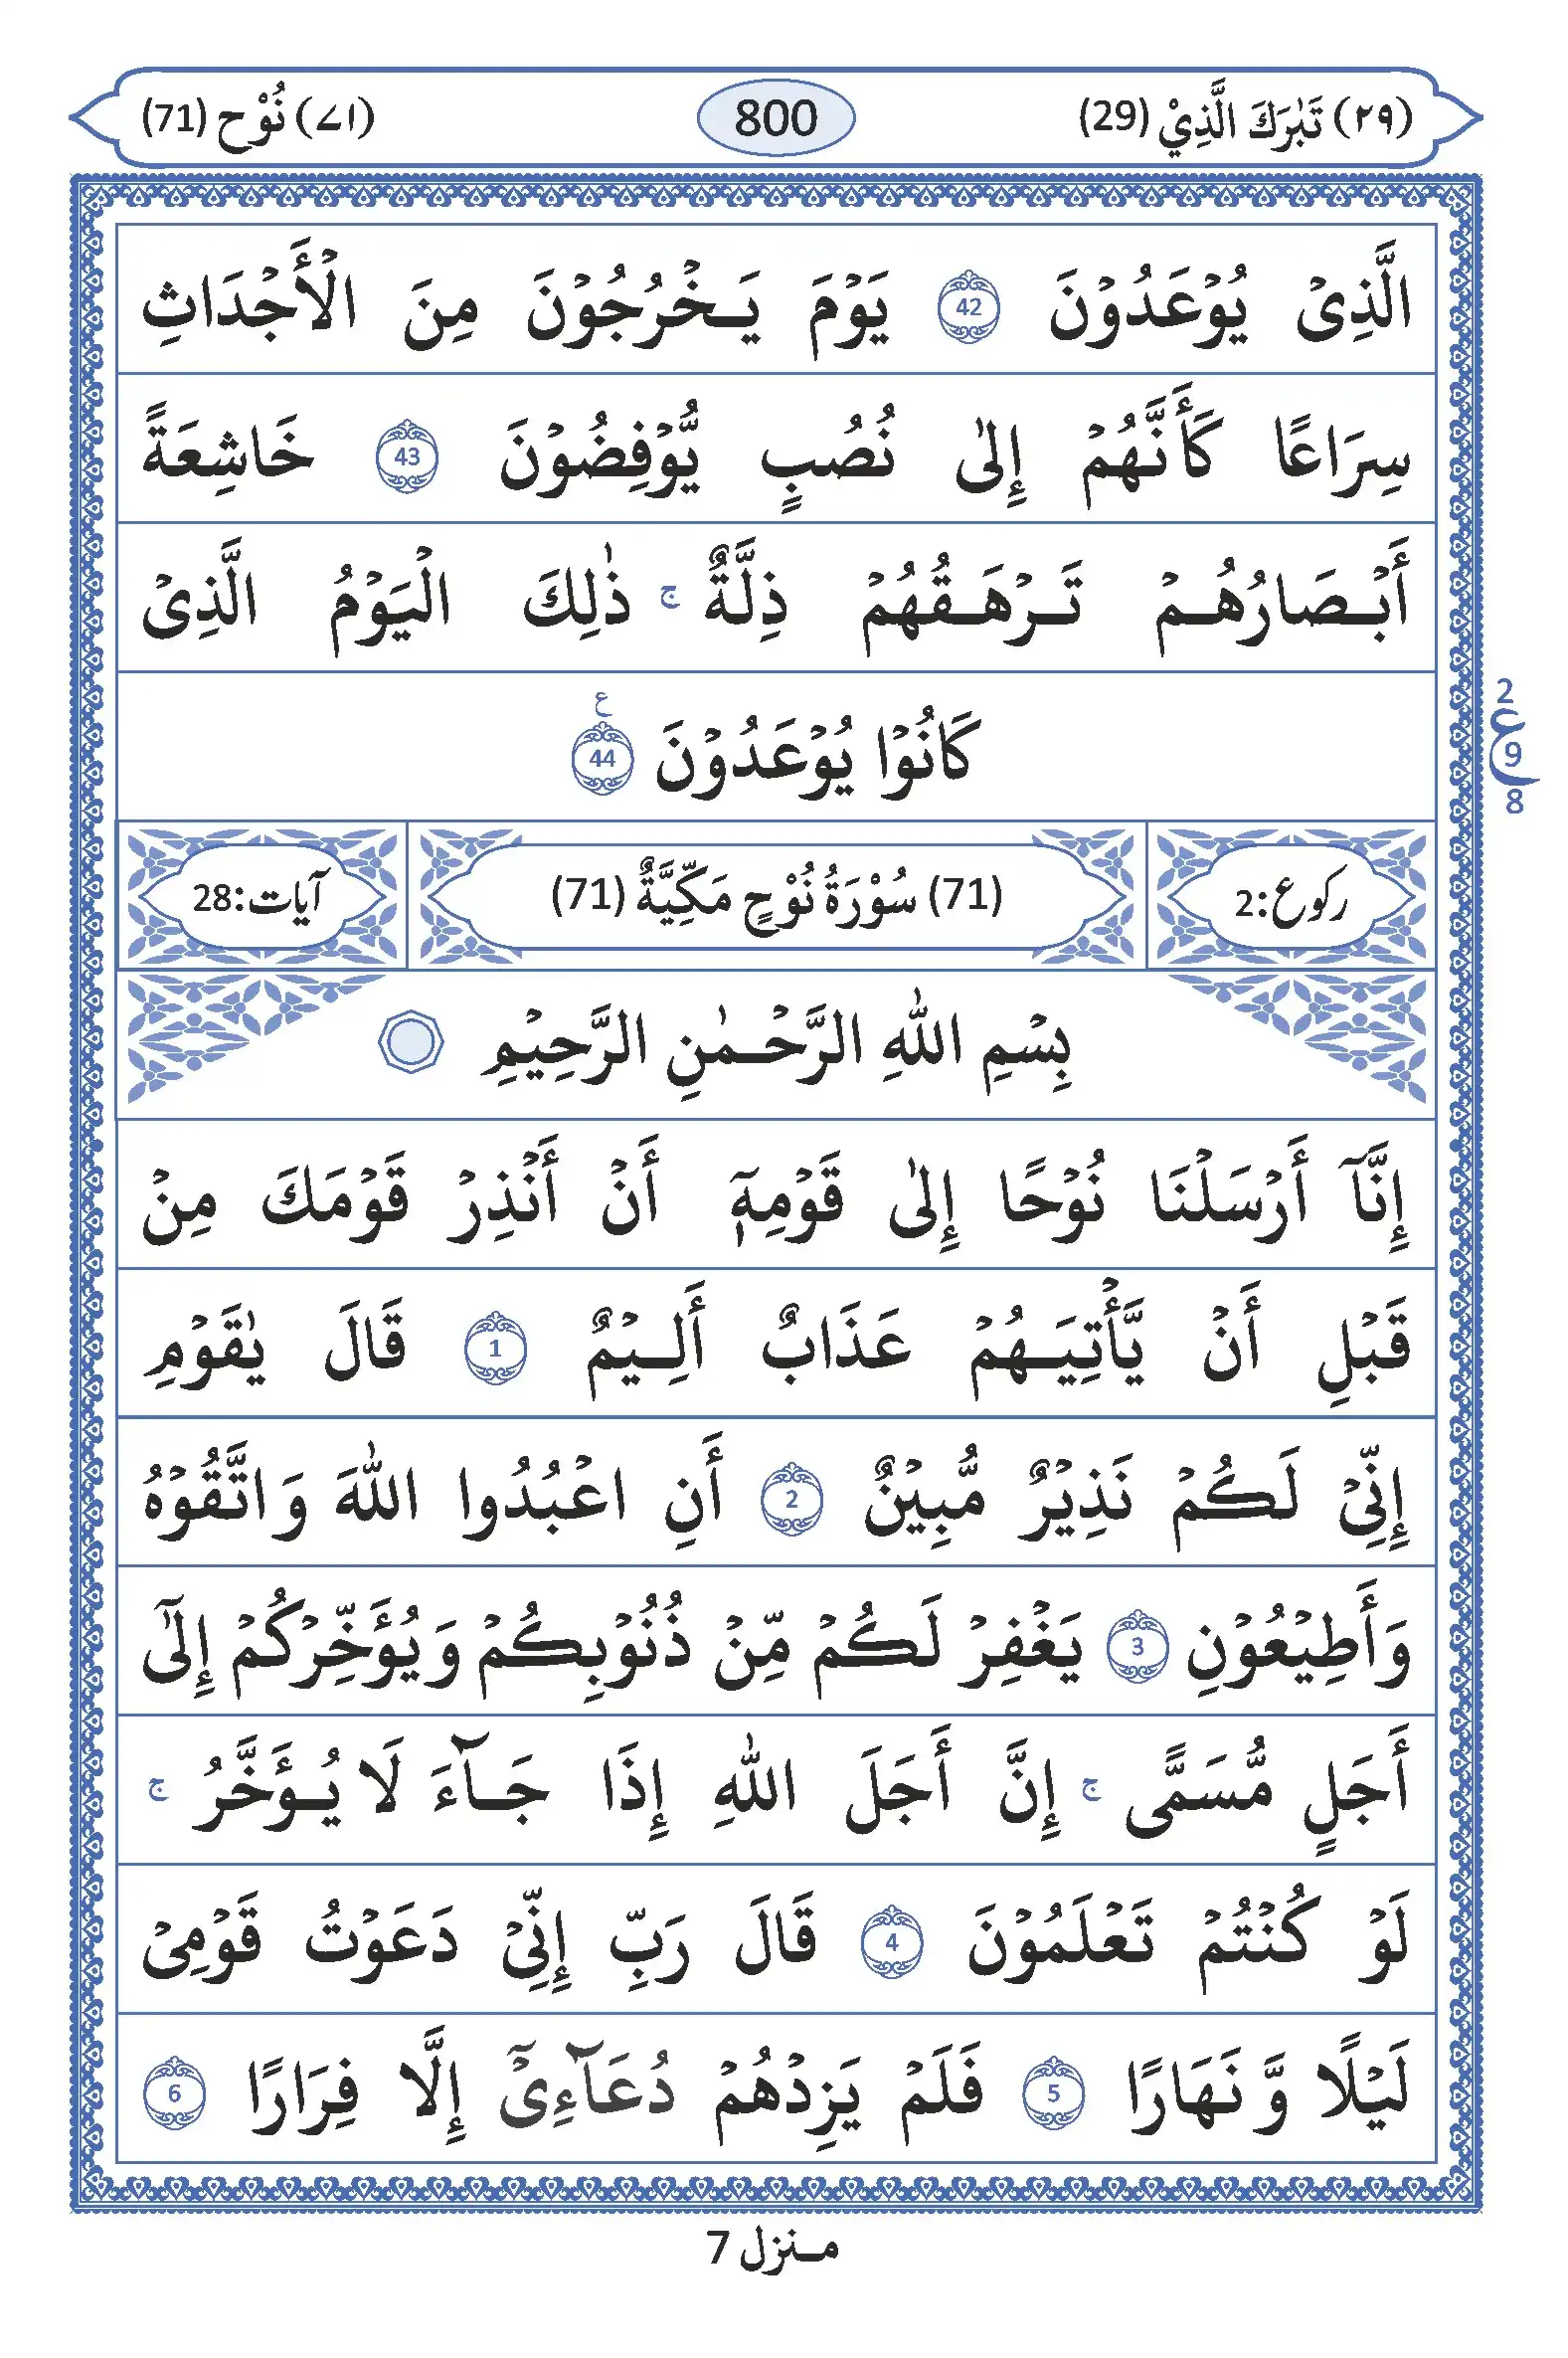 (٢٩) تَبٰرَكَ الَّذِيْ (29) 800 (٧١) نُوْح (71)
الَّذِيْ يُوْعَدُوْنَ 42 يَوْمَ يَخْرُجُوْنَ مِنَ الْأَجْدَاثِ
سِرَاعًا كَأَنَّهُمْ إِلٰى نُصُبٍ يُّوْفِضُوْنَ 43 خَاشِعَةً
أَبْصَارُهُمْ تَرْهَقُهُمْ ذِلَّةٌ ج ذٰلِكَ الْيَوْمُ الَّذِيْ
كَانُوْا يُوْعَدُوْنَ 44 ع
2
ع 9
8
رکوع:2 (71) سُوْرَةُ نُوْحٍ مَكِّيَّةٌ (71) آیات:28
بِسْمِ اللّٰهِ الرَّحْمٰنِ الرَّحِيْمِ
إِنَّآ أَرْسَلْنَا نُوْحًا إِلٰى قَوْمِهٖٓ أَنْ أَنْذِرْ قَوْمَكَ مِنْ
قَبْلِ أَنْ يَّأْتِيَهُمْ عَذَابٌ أَلِيْمٌ 1 قَالَ يٰقَوْمِ
إِنِّيْ لَكُمْ نَذِيْرٌ مُّبِيْنٌ 2 أَنِ اعْبُدُوا اللّٰهَ وَاتَّقُوْهُ
وَأَطِيْعُوْنِ 3 يَغْفِرْ لَكُمْ مِّنْ ذُنُوْبِكُمْ وَيُؤَخِّرْكُمْ إِلٰٓى
أَجَلٍ مُّسَمًّى ج إِنَّ أَجَلَ اللّٰهِ إِذَا جَآءَ لَا يُؤَخَّرُ ج
لَوْ كُنْتُمْ تَعْلَمُوْنَ 4 قَالَ رَبِّ إِنِّيْ دَعَوْتُ قَوْمِيْ
لَيْلًا وَّنَهَارًا 5 فَلَمْ يَزِدْهُمْ دُعَآءِيْٓ إِلَّا فِرَارًا 6
منزل 7